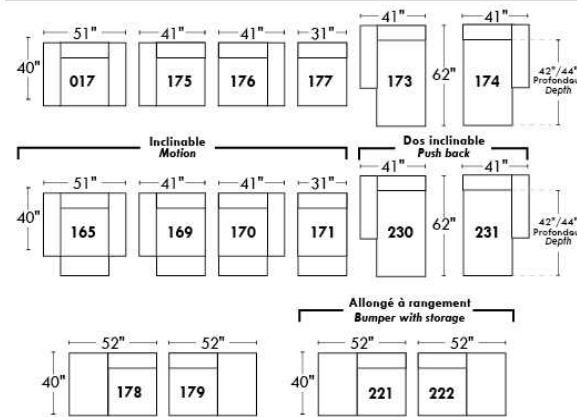 51" 41" 41" 31" 41" 41"
40" 017 175 176 177 173 62" 174 42"/44"
Profondeur
Depth
Inclinable
Motion
Dos inclinable
Push back
51" 41" 41" 31" 41" 41"
40" 165 169 170 171 230 62" 231 42"/44"
Profondeur
Depth
Allongé à rangement
Bumper with storage
52" 52" 52" 52"
40" 178 179 40" 221 222